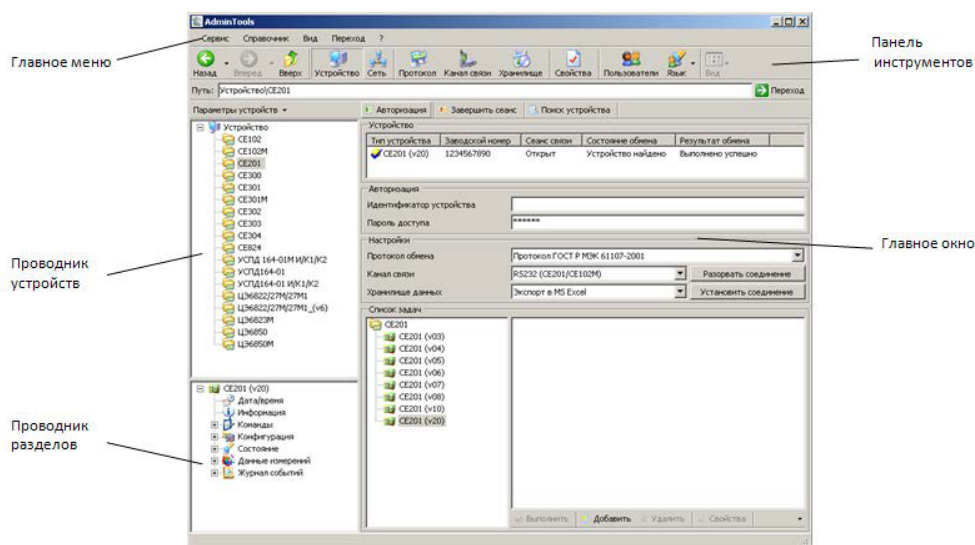 AdminTools
Сервис Справочник Вид Переход ?
Главное меню
Панель
инструментов
Назад Вперед Вверх Устройство Сеть Протокол Канал связи Хранилище Свойства Пользователи Язык Вид
Путь: Устройство\CE201 Переход
Параметры устройств
Авторизация Завершить сеанс Поиск устройства
Устройство
CE102
CE102M
CE201
CE300
CE301
CE301M
CE302
CE303
CE304
CE824
УСПД 164-01М И/К1/К2
УСПД164-01
УСПД164-01 И/К1/К2
ЦЭ6822/27М/27М1
ЦЭ6822/27М/27М1_(v6)
ЦЭ6823М
ЦЭ6850
ЦЭ6850М
Проводник
устройств
Устройство
Тип устройства Заводской номер Сеанс связи Состояние обмена Результат обмена
CE201 (v20) 1234567890 Открыт Устройство найдено Выполнено успешно
Авторизация
Идентификатор устройства
Пароль доступа ******
Главное окно
Настройки
Протокол обмена Протокол ГОСТ Р МЭК 61107-2001
Канал связи RS232 (CE201/CE102M) Разорвать соединение
Хранилище данных Экспорт в MS Excel Установить соединение
Список задач
CE201
CE201 (v03)
CE201 (v04)
CE201 (v05)
CE201 (v06)
CE201 (v07)
CE201 (v08)
CE201 (v10)
CE201 (v20)
Проводник
разделов
CE201 (v20)
Дата/время
Информация
Команды
Конфигурация
Состояние
Данные измерений
Журнал событий
Выполнить Добавить Удалить Свойства